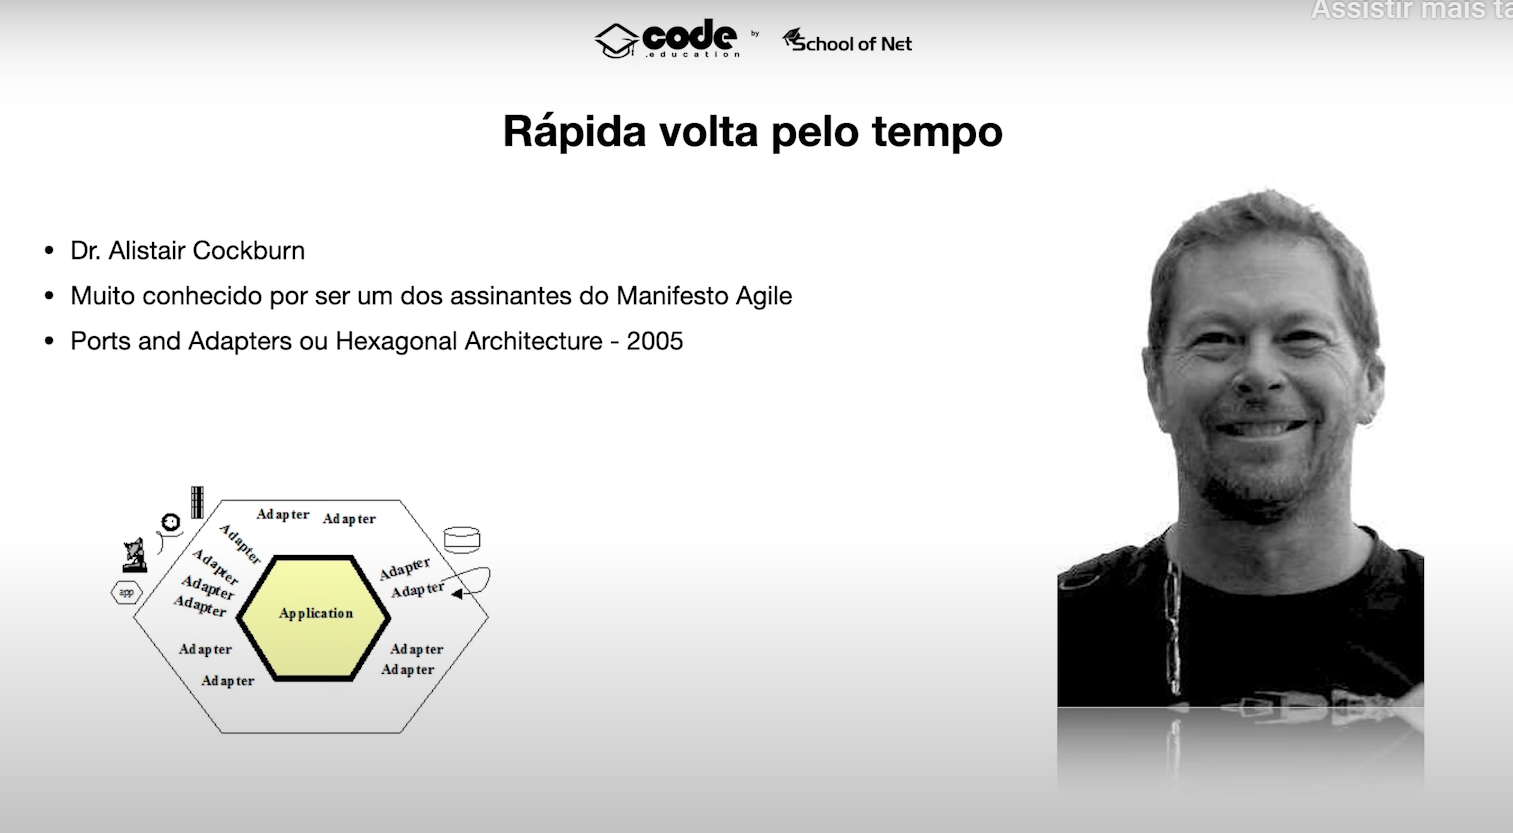 Assistir mais ta
code
.education
by
School of Net
Rápida volta pelo tempo
• Dr. Alistair Cockburn
• Muito conhecido por ser um dos assinantes do Manifesto Agile
• Ports and Adapters ou Hexagonal Architecture - 2005
Adapter
Adapter
Adapter
Adapter
Adapter
Adapter
Adapter
Adapter
app
Application
Adapter
Adapter
Adapter
Adapter